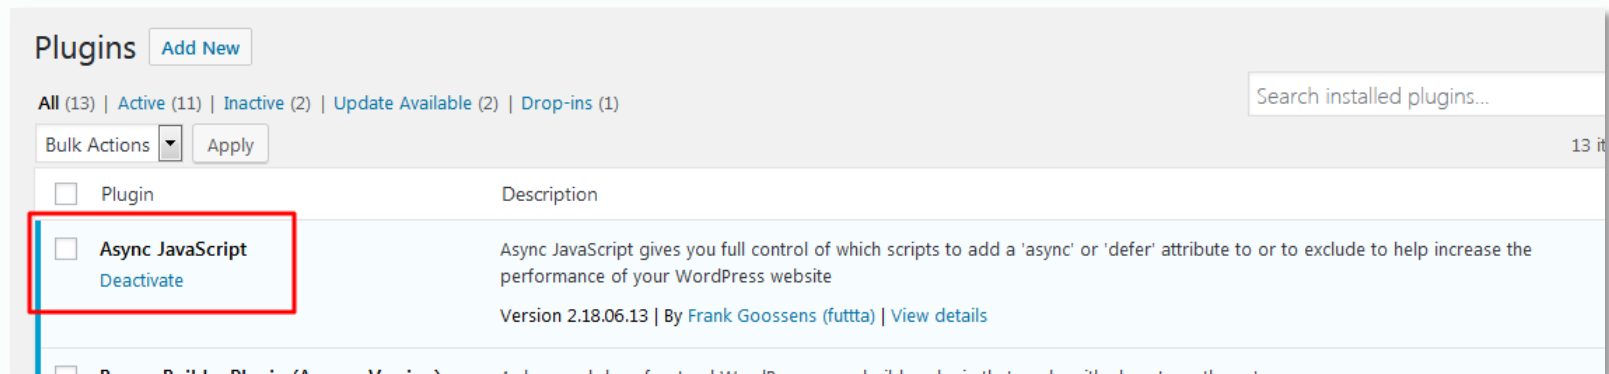 Plugins Add New
All (13) | Active (11) | Inactive (2) | Update Available (2) | Drop-ins (1)
Search installed plugins...
Bulk Actions Apply
13
Plugin Description
Async JavaScript
Deactivate
Async JavaScript gives you full control of which scripts to add a 'async' or 'defer' attribute to or to exclude to help increase the
performance of your WordPress website
Version 2.18.06.13 | By Frank Goossens (futtta) | View details